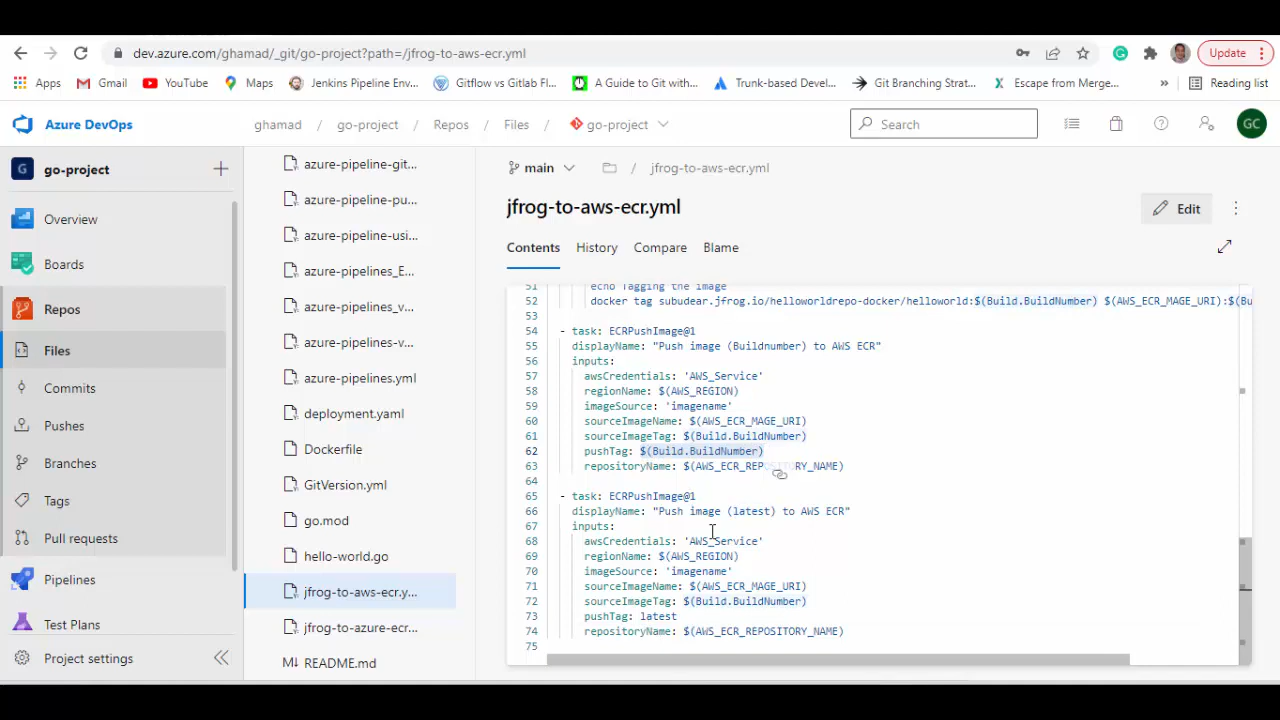 dev.azure.com/ghamad/_git/go-project?path=/jfrog-to-aws-ecr.yml
Update
Apps
Gmail
YouTube
Maps
Jenkins Pipeline Env...
Gitflow vs Gitlab Fl...
A Guide to Git with...
Trunk-based Devel...
Git Branching Strat...
Escape from Merge...
»
Reading list
Azure DevOps
ghamad / go-project / Repos / Files / go-project
Search
GC
G
go-project
Overview
Boards
Repos
Files
Commits
Pushes
Branches
Tags
Pull requests
Pipelines
Test Plans
Project settings
azure-pipeline-git...
azure-pipeline-pu...
azure-pipeline-usi...
azure-pipelines_E...
azure-pipelines_v...
azure-pipelines-v...
azure-pipelines.yml
deployment.yaml
Dockerfile
GitVersion.yml
go.mod
hello-world.go
jfrog-to-aws-ecr.y...
jfrog-to-azure-ecr...
README.md
main / jfrog-to-aws-ecr.yml
jfrog-to-aws-ecr.yml
Edit
Contents
History
Compare
Blame
51 echo Tagging the image
52 docker tag subudear.jfrog.io/helloworldrepo-docker/helloworld:$(Build.BuildNumber) $(AWS_ECR_MAGE_URI):$(Bu
53
54 - task: ECRPushImage@1
55 displayName: "Push image (Buildnumber) to AWS ECR"
56 inputs:
57 awsCredentials: 'AWS_Service'
58 regionName: $(AWS_REGION)
59 imageSource: 'imagename'
60 sourceImageName: $(AWS_ECR_MAGE_URI)
61 sourceImageTag: $(Build.BuildNumber)
62 pushTag: $(Build.BuildNumber)
63 repositoryName: $(AWS_ECR_REPOSITORY_NAME)
64
65 - task: ECRPushImage@1
66 displayName: "Push image (latest) to AWS ECR"
67 inputs:
68 awsCredentials: 'AWS_Service'
69 regionName: $(AWS_REGION)
70 imageSource: 'imagename'
71 sourceImageName: $(AWS_ECR_MAGE_URI)
72 sourceImageTag: $(Build.BuildNumber)
73 pushTag: latest
74 repositoryName: $(AWS_ECR_REPOSITORY_NAME)
75